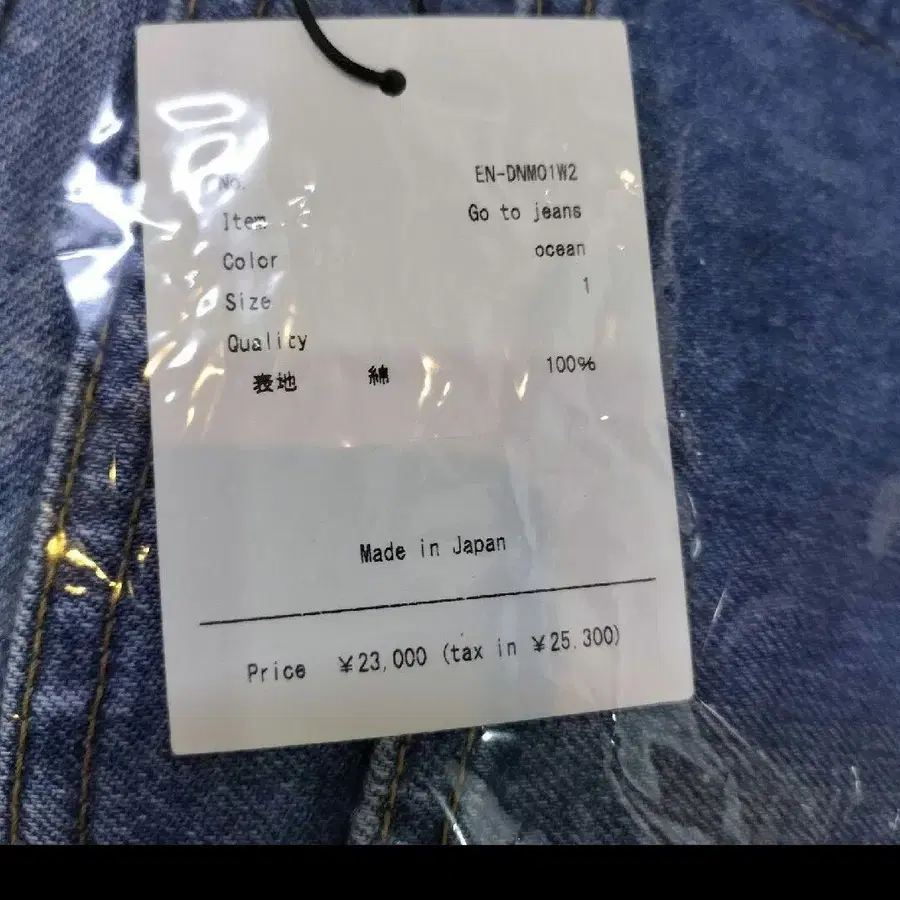 No. EN-DNM01W2
Item Go to jeans
Color ocean
Size 1
Quality
表地 綿 100%
Made in Japan
Price ¥23,000 (tax in ¥25,300)